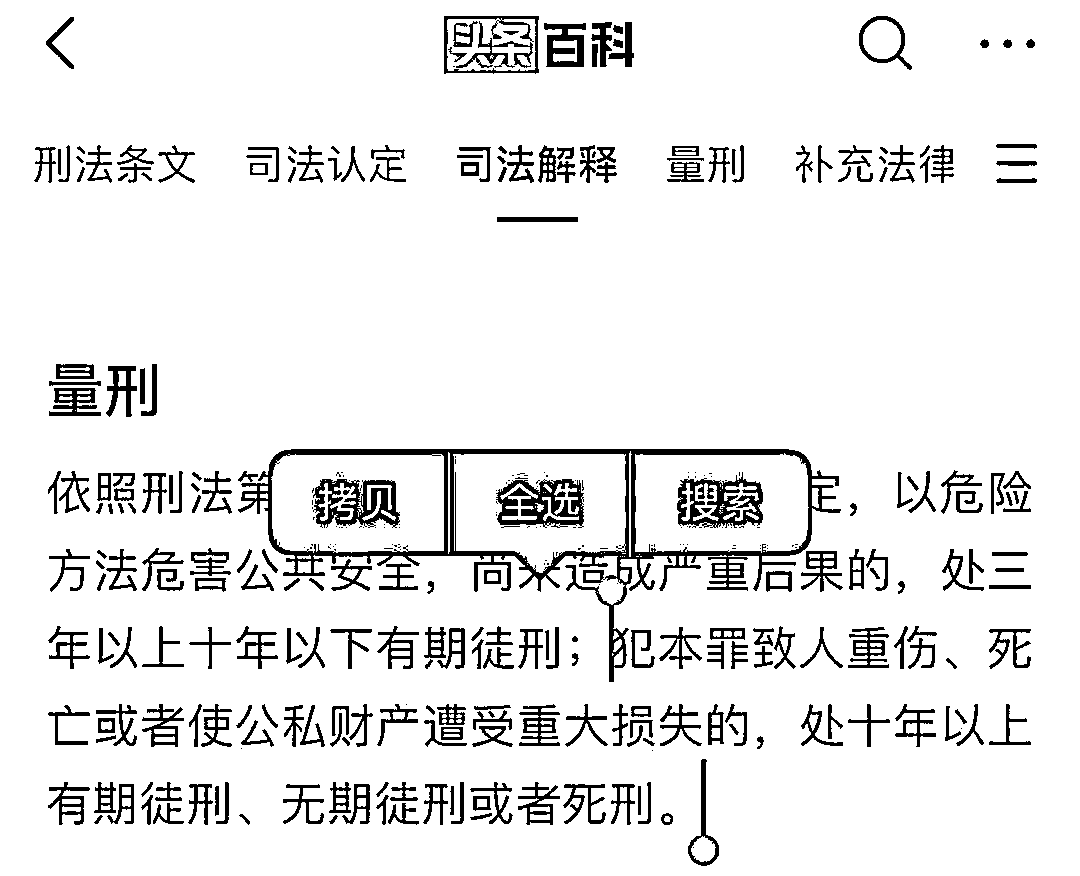 头条百科
刑法条文 司法认定 司法解释 量刑 补充法律
量刑
拷贝 全选 搜索
依照刑法第 定，以危险
方法危害公共安全，尚未造成严重后果的，处三
年以上十年以下有期徒刑；犯本罪致人重伤、死
亡或者使公私财产遭受重大损失的，处十年以上
有期徒刑、无期徒刑或者死刑。